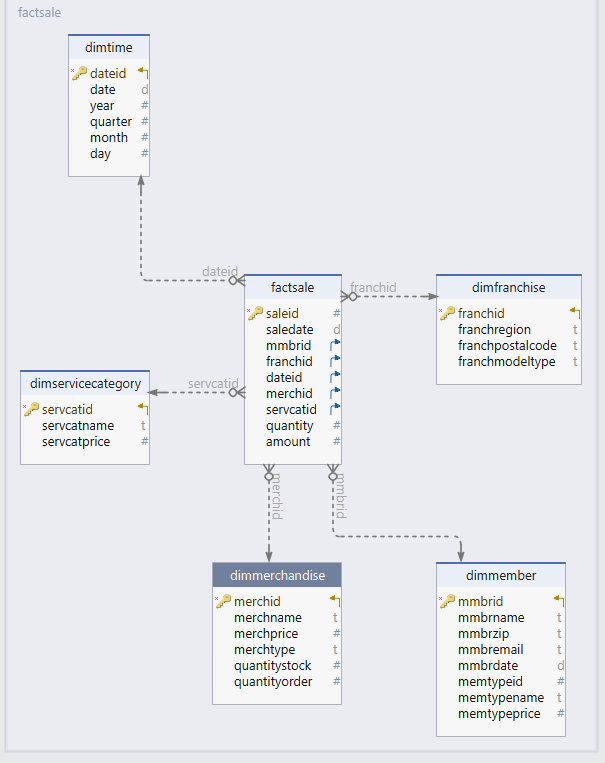 factsale
dimtime
dateid
date d
year #
quarter #
month #
day #
dateid
factsale
saleid #
saledate d
mmbrid
franchid
dateid
merchid
servcatid
quantity #
amount #
franchid
dimfranchise
franchid
franchregion t
franchpostalcode t
franchmodeltype t
dimservicecategory
servcatid
servcatname t
servcatprice #
servcatid
merchid
mmbrid
dimmerchandise
merchid
merchname t
merchprice #
merchtype t
quantitystock #
quantityorder #
dimmember
mmbrid
mmbrname t
mmbrzip t
mmbremail t
mmbrdate d
memtypeid #
memtypename t
memtypeprice #